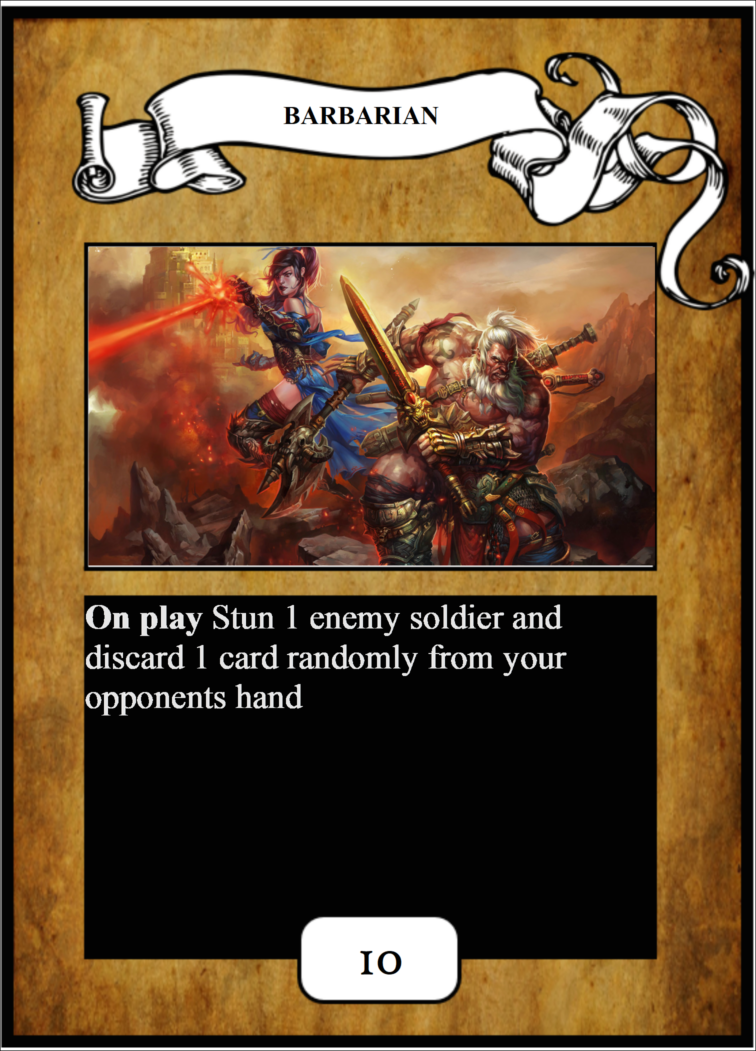 BARBARIAN
On play Stun 1 enemy soldier and
discard 1 card randomly from your
opponents hand
10